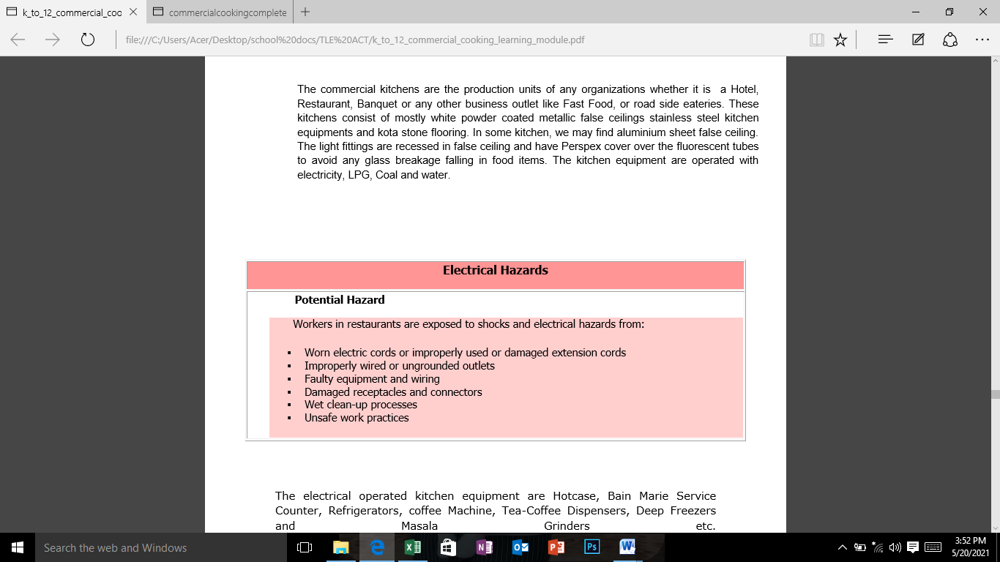 k_to_12_commercial_coo
commercialcookingcomplete
file:///C:/Users/Acer/Desktop/school%20docs/TLE%20ACT/k_to_12_commercial_cooking_learning_module.pdf
The commercial kitchens are the production units of any organizations whether it is a Hotel,
Restaurant, Banquet or any other business outlet like Fast Food, or road side eateries. These
kitchens consist of mostly white powder coated metallic false ceilings stainless steel kitchen
equipments and kota stone flooring. In some kitchen, we may find aluminium sheet false ceiling.
The light fittings are recessed in false ceiling and have Perspex cover over the fluorescent tubes
to avoid any glass breakage falling in food items. The kitchen equipment are operated with
electricity, LPG, Coal and water.
Electrical Hazards
Potential Hazard
Workers in restaurants are exposed to shocks and electrical hazards from:
▪ Worn electric cords or improperly used or damaged extension cords
▪ Improperly wired or ungrounded outlets
▪ Faulty equipment and wiring
▪ Damaged receptacles and connectors
▪ Wet clean-up processes
▪ Unsafe work practices
The electrical operated kitchen equipment are Hotcase, Bain Marie Service
Counter, Refrigerators, coffee Machine, Tea-Coffee Dispensers, Deep Freezers
and Masala Grinders etc.
Search the web and Windows
3:52 PM
5/20/2021